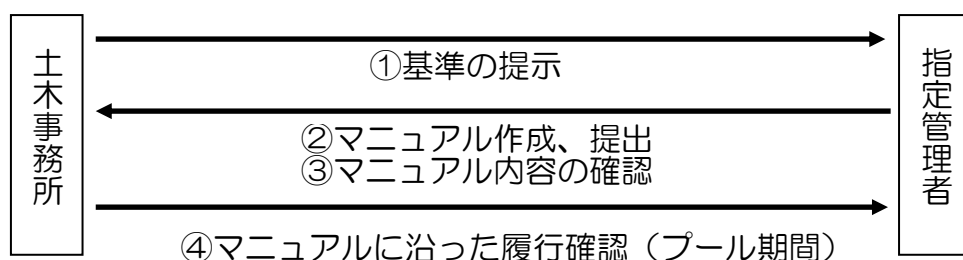 土木事務所
①基準の提示
②マニュアル作成、提出
③マニュアル内容の確認
④マニュアルに沿った履行確認（プール期間）
指定管理者